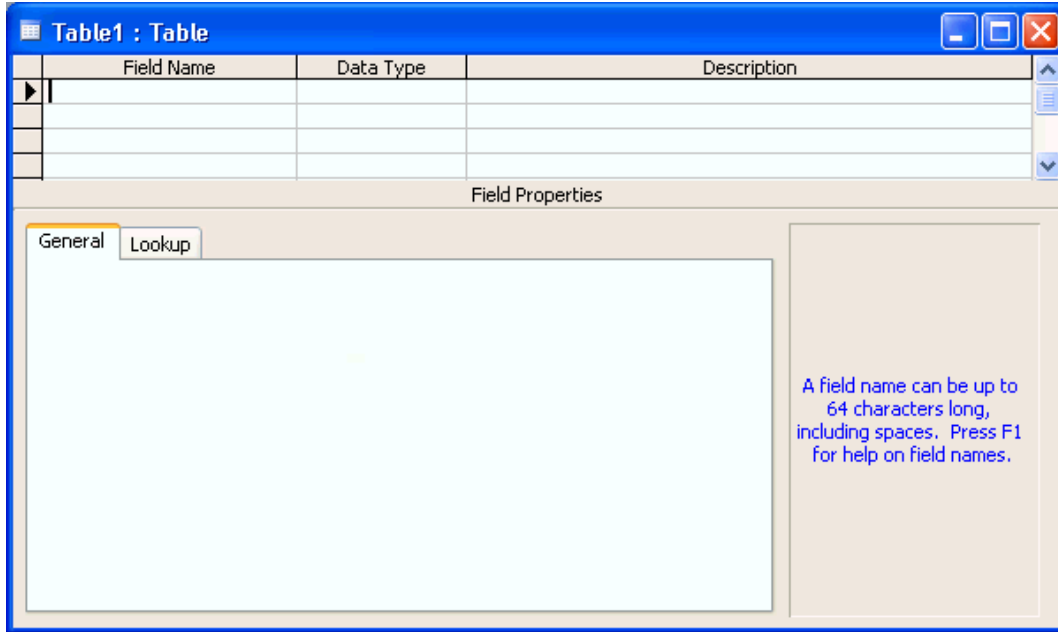 Table1 : Table
Field Name Data Type Description
Field Properties
General Lookup
A field name can be up to
64 characters long,
including spaces. Press F1
for help on field names.